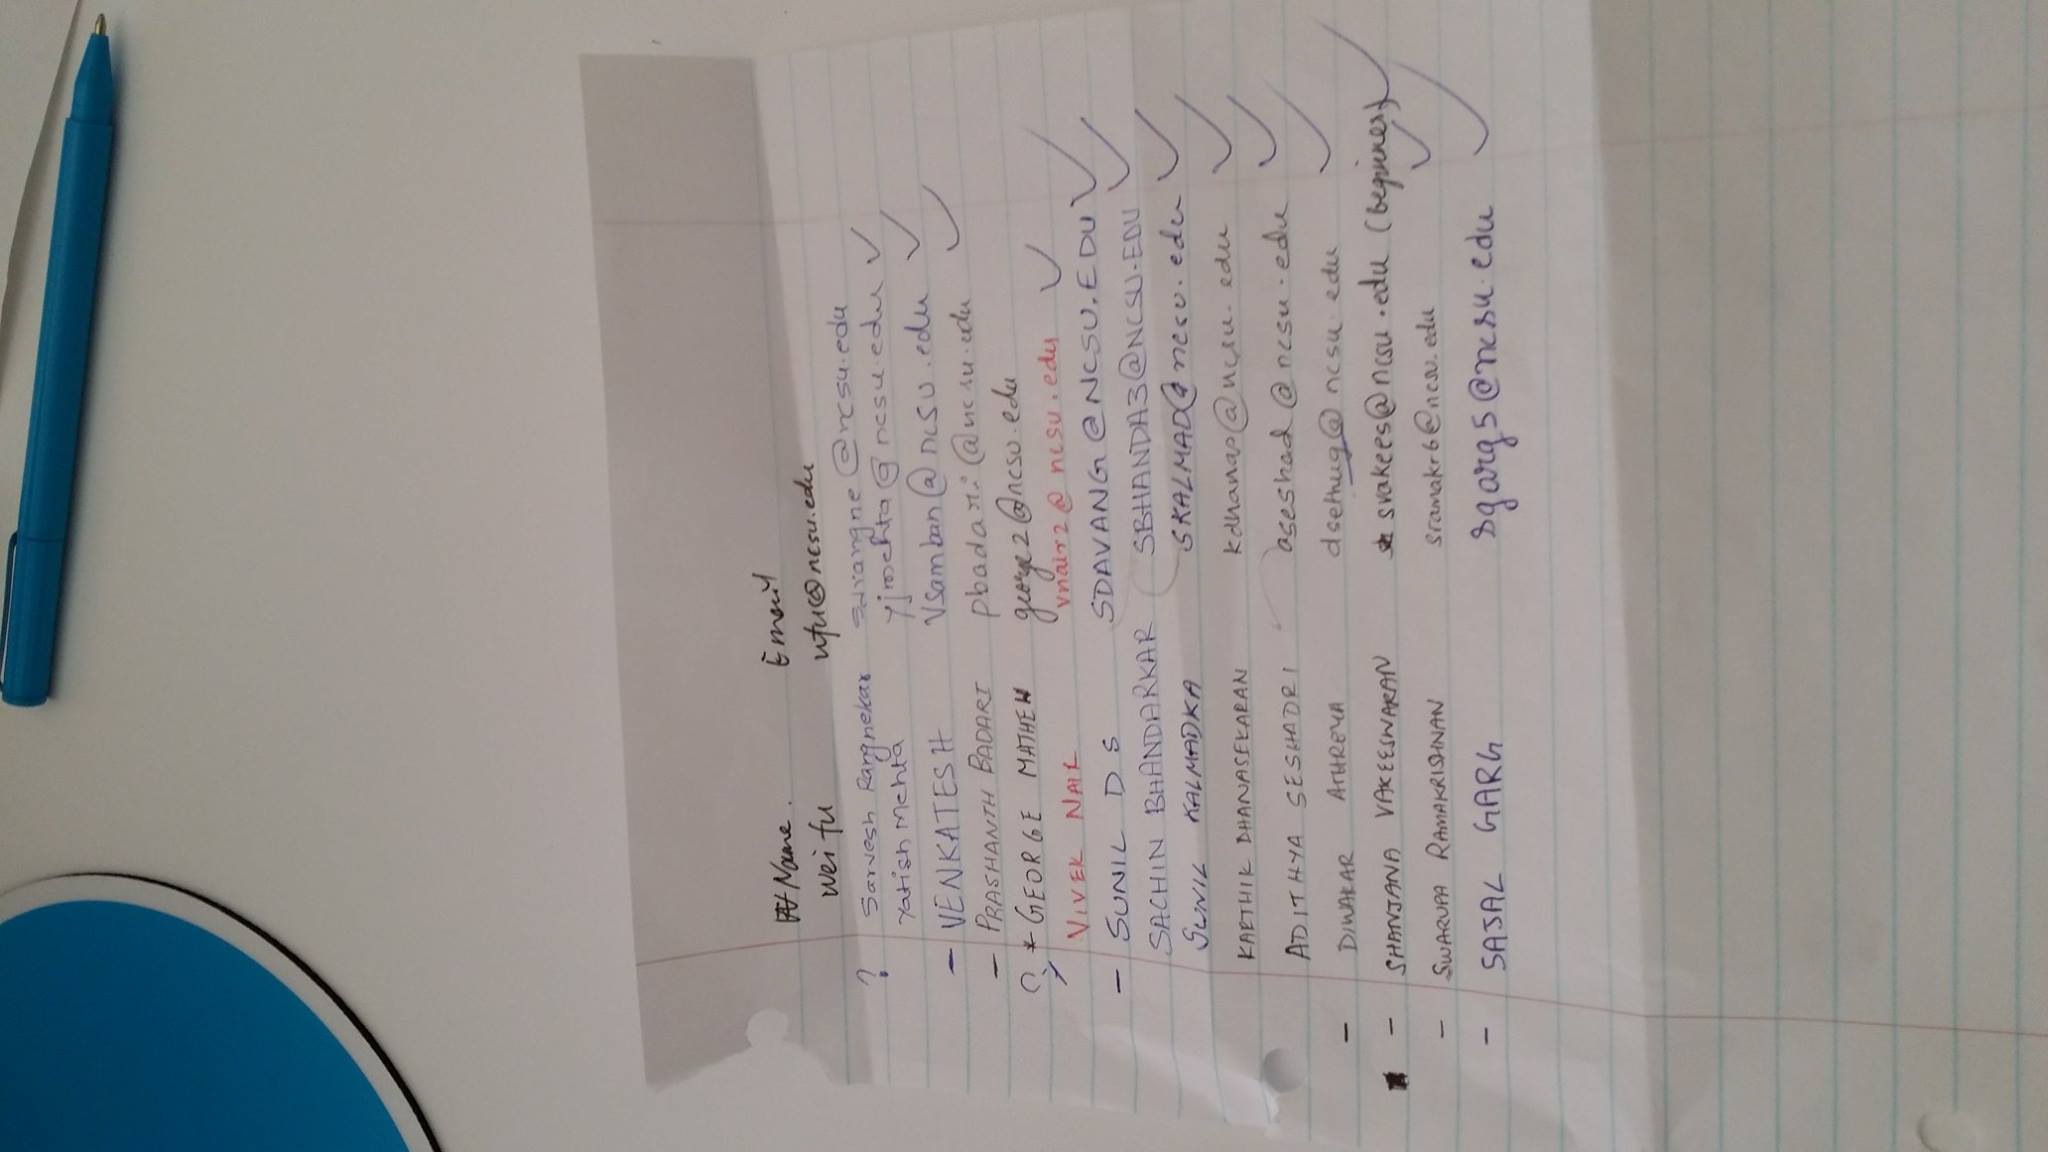 Name. Email
Wei Fu wfu@ncsu.edu
? Sarvesh Rangnekar srrangne@ncsu.edu
Yatish Mehta yjmehta@ncsu.edu
- VENKATESH vsamban@ncsu.edu
- PRASHANTH BADARI pbadari@ncsu.edu
? * GEORGE MATHEW george2@ncsu.edu
VIVEK NAIR vnair2@ncsu.edu
- SUNIL D S SDAVANG@NCSU.EDU
SACHIN BHANDARKAR SBHANDA3@NCSU.EDU
SUNIL KALMADKA SKALMAD@ncsu.edu
KARTHIK DHANASEKARAN kdhanas@ncsu.edu
ADITHYA SESHADRI aseshad@ncsu.edu
- DIWAKAR ATHREYA dsethug@ncsu.edu
- SHANJANA VAKEESWARAN * svakees@ncsu.edu (beginner)
- SWARUPA RAMAKRISHNAN sramakr6@ncsu.edu
- SAJAL GARG sgarg5@ncsu.edu